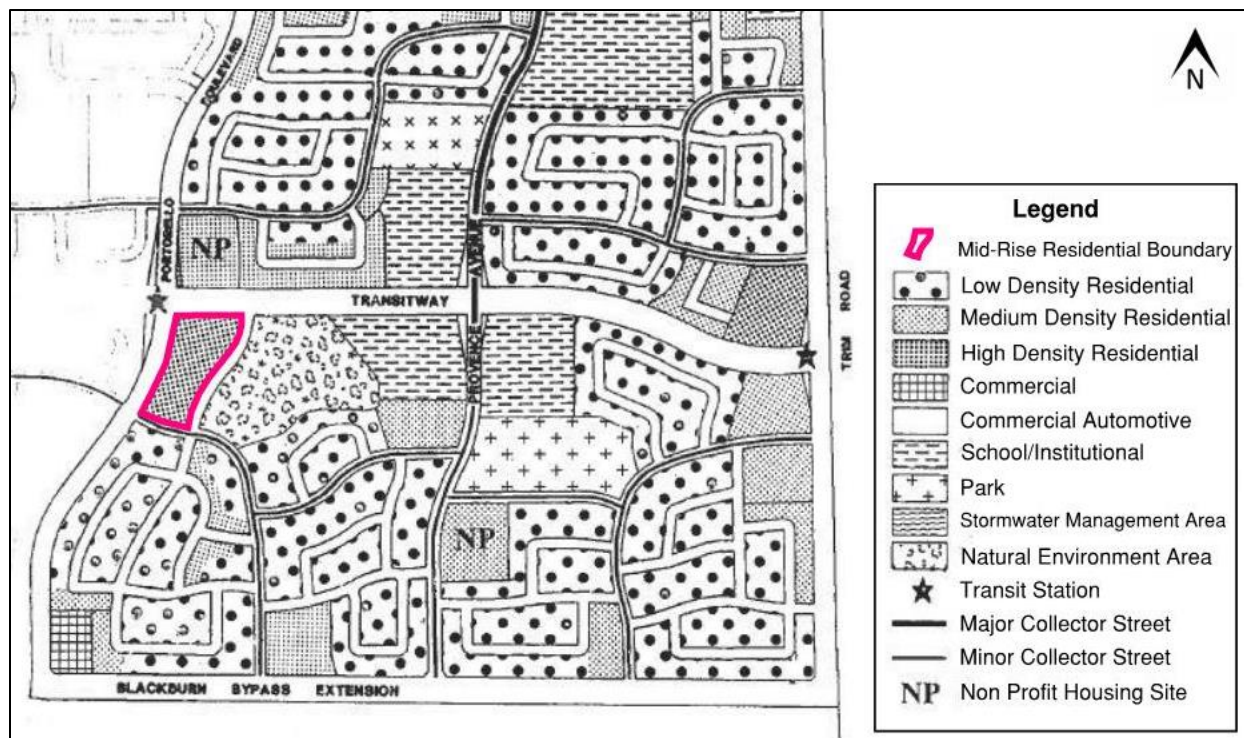 BOULEVARD
PORTOBELLO
NP
TRANSITWAY
AVENUE
PROVENCE
TRIM ROAD
NP
BLACKBURN BYPASS EXTENSION
N
Legend
Mid-Rise Residential Boundary
Low Density Residential
Medium Density Residential
High Density Residential
Commercial
Commercial Automotive
School/Institutional
Park
Stormwater Management Area
Natural Environment Area
Transit Station
Major Collector Street
Minor Collector Street
NP Non Profit Housing Site